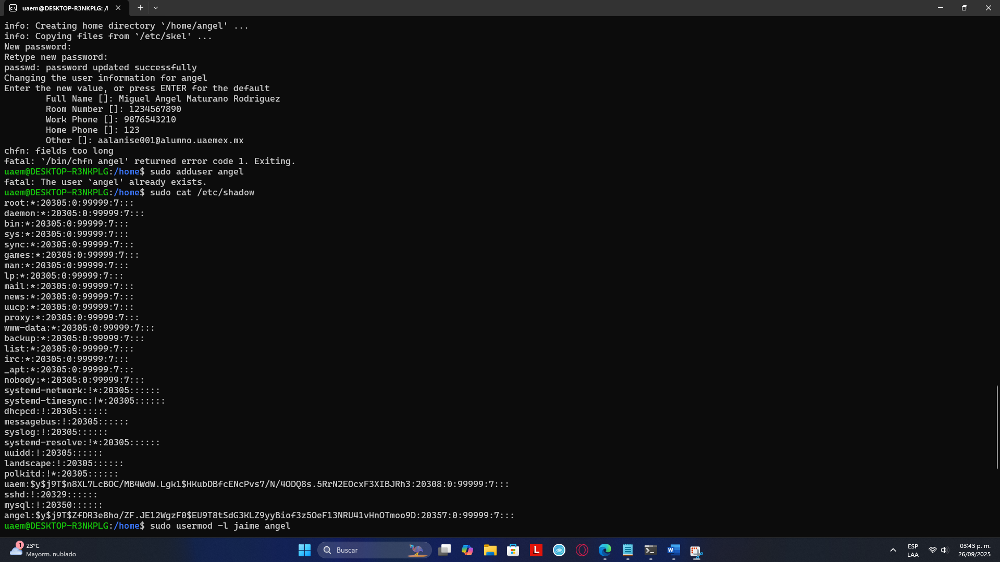 uaem@DESKTOP-R3NKPLG: /l
info: Creating home directory `/home/angel' ...
info: Copying files from `/etc/skel' ...
New password:
Retype new password:
passwd: password updated successfully
Changing the user information for angel
Enter the new value, or press ENTER for the default
        Full Name []: Miguel Angel Maturano Rodriguez
        Room Number []: 1234567890
        Work Phone []: 9876543210
        Home Phone []: 123
        Other []: aalanise001@alumno.uaemex.mx
chfn: fields too long
fatal: `/bin/chfn angel' returned error code 1. Exiting.
uaem@DESKTOP-R3NKPLG:/home$ sudo adduser angel
fatal: The user `angel' already exists.
uaem@DESKTOP-R3NKPLG:/home$ sudo cat /etc/shadow
root:*:20305:0:99999:7:::
daemon:*:20305:0:99999:7:::
bin:*:20305:0:99999:7:::
sys:*:20305:0:99999:7:::
sync:*:20305:0:99999:7:::
games:*:20305:0:99999:7:::
man:*:20305:0:99999:7:::
lp:*:20305:0:99999:7:::
mail:*:20305:0:99999:7:::
news:*:20305:0:99999:7:::
uucp:*:20305:0:99999:7:::
proxy:*:20305:0:99999:7:::
www-data:*:20305:0:99999:7:::
backup:*:20305:0:99999:7:::
list:*:20305:0:99999:7:::
irc:*:20305:0:99999:7:::
_apt:*:20305:0:99999:7:::
nobody:*:20305:0:99999:7:::
systemd-network:!*:20305::::::
systemd-timesync:!*:20305::::::
dhcpcd:!:20305::::::
messagebus:!:20305::::::
syslog:!:20305::::::
systemd-resolve:!*:20305::::::
uuidd:!:20305::::::
landscape:!:20305::::::
polkitd:!*:20305::::::
uaem:$y$j9T$n8XL7LcBOC/MB4WdW.Lgk1$HKubDBfcENcPvs7/N/4ODQ8s.5RrN2EOcxF3XIBJRh3:20308:0:99999:7:::
sshd:!:20329::::::
mysql:!:20350::::::
angel:$y$j9T$ZfDR3e8ho/ZF.JE12WgzF0$EU9T8tSdG3KLZ9yyBiof3z5OeF13NRU41vHnOTmoo9D:20357:0:99999:7:::
uaem@DESKTOP-R3NKPLG:/home$ sudo usermod -l jaime angel
1
23°C
Mayorm. nublado
Buscar
L
W
ESP
LAA
03:43 p. m.
26/09/2025